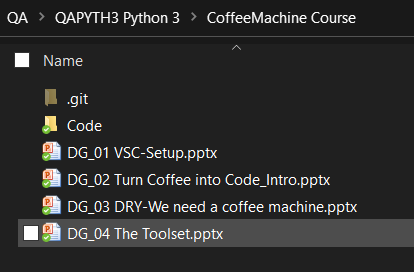 QA > QAPYTH3 Python 3 > CoffeeMachine Course
Name
.git
Code
DG_01 VSC-Setup.pptx
DG_02 Turn Coffee into Code_Intro.pptx
DG_03 DRY-We need a coffee machine.pptx
DG_04 The Toolset.pptx